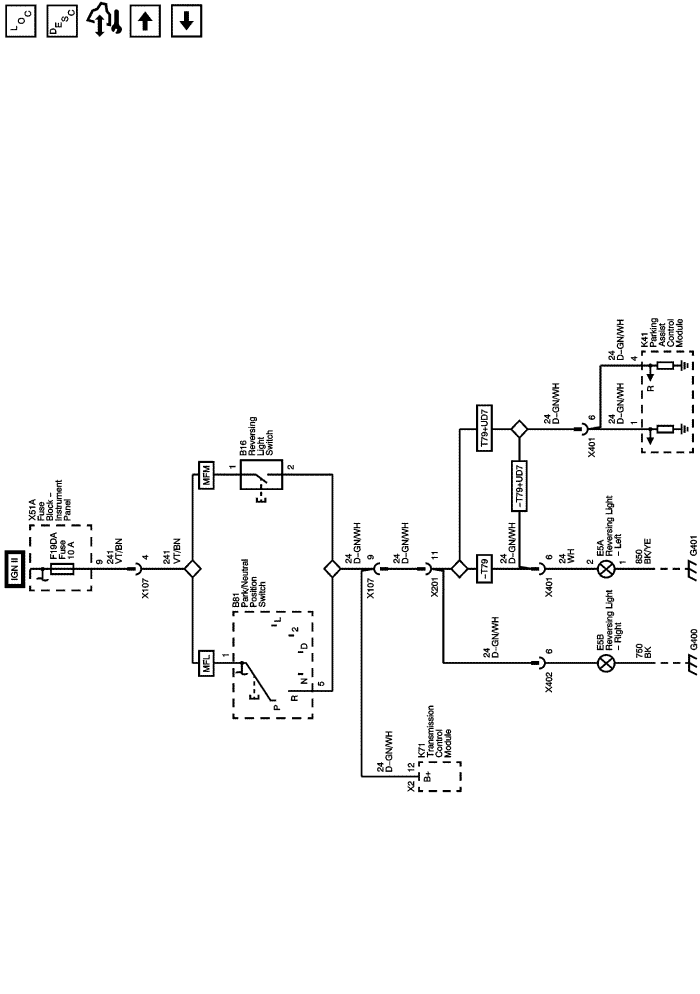 LOC
DESC
IGN II
X51A
Fuse
Block –
Instrument
Panel
F19DA
Fuse
10 A
9
241
VT/BN
4
X107
241
VT/BN
MFL
MFM
B81
Park/Neutral
Position
Switch
1
P
R
N
D
2
L
5
B16
Reversing
Light
Switch
1
2
24
D–GN/WH
9
X107
24
D–GN/WH
11
X201
24
D–GN/WH
X2
12
K71
Transmission
Control
Module
B+
24
D–GN/WH
6
X402
E5B
Reversing Light
– Right
750
BK
G400
–T79
24
D–GN/WH
6
X401
24
WH
2
E5A
Reversing Light
– Left
1
850
BK/YE
G401
T79+UD7
–T79+UD7
24
D–GN/WH
6
X401
24
D–GN/WH
1
24
D–GN/WH
4
K41
Parking
Assist
Control
Module
R